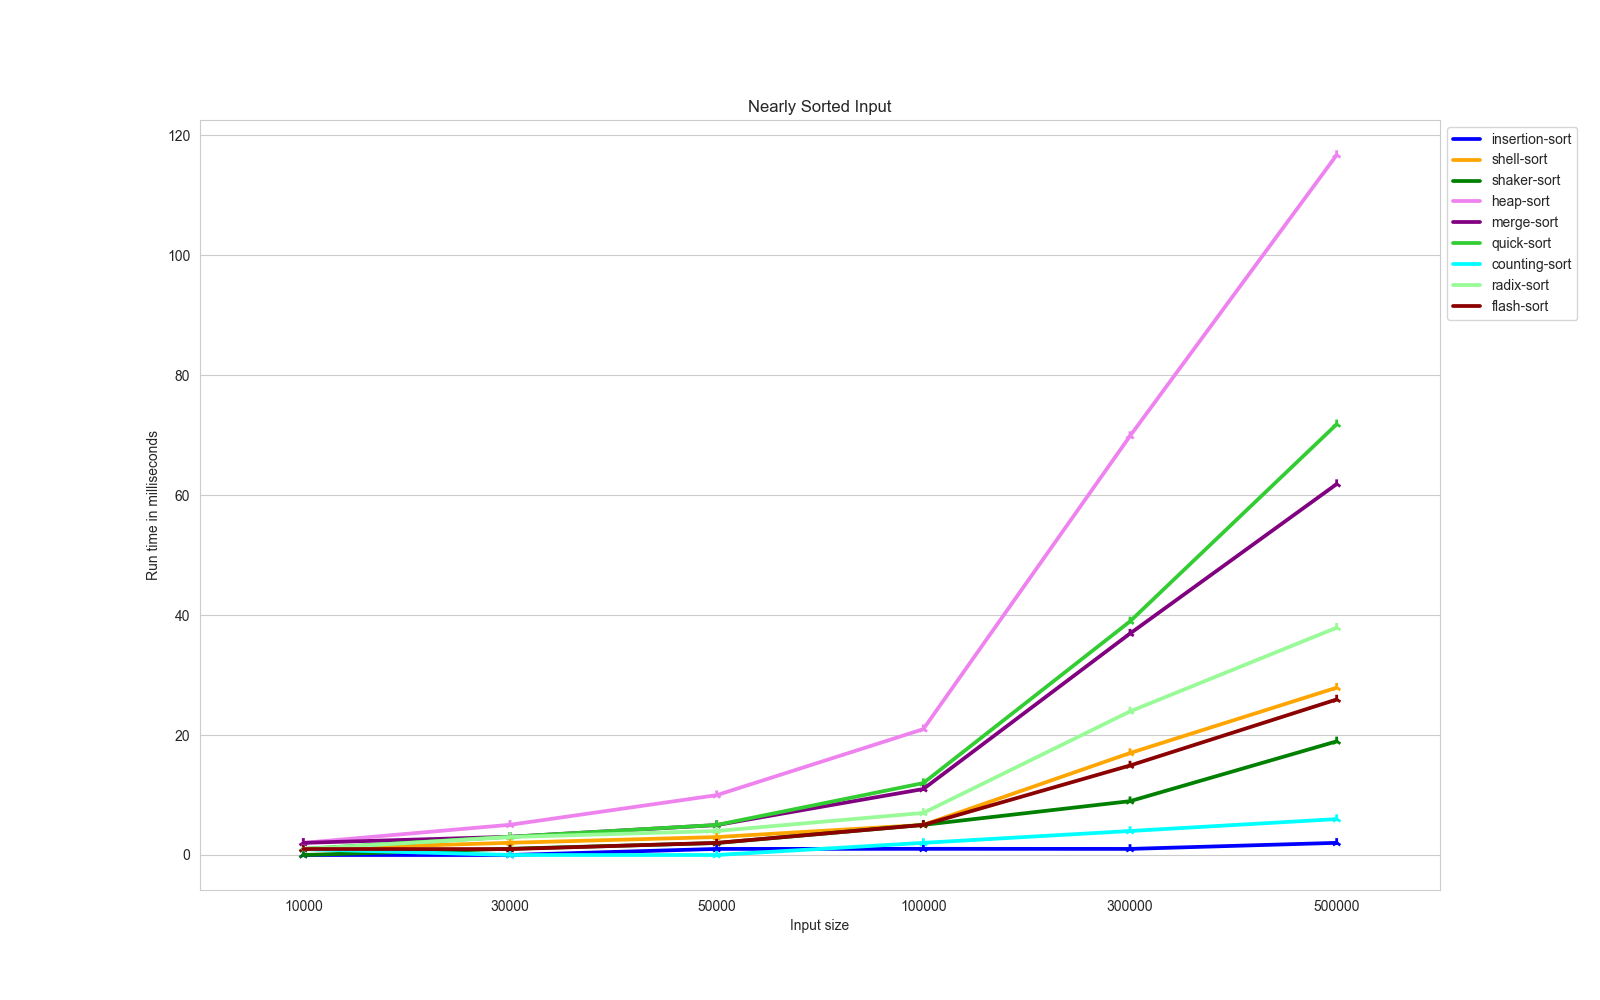 Nearly Sorted Input
120
100
80
60
40
20
0
Run time in milliseconds
10000
30000
50000
100000
300000
500000
Input size
insertion-sort
shell-sort
shaker-sort
heap-sort
merge-sort
quick-sort
counting-sort
radix-sort
flash-sort